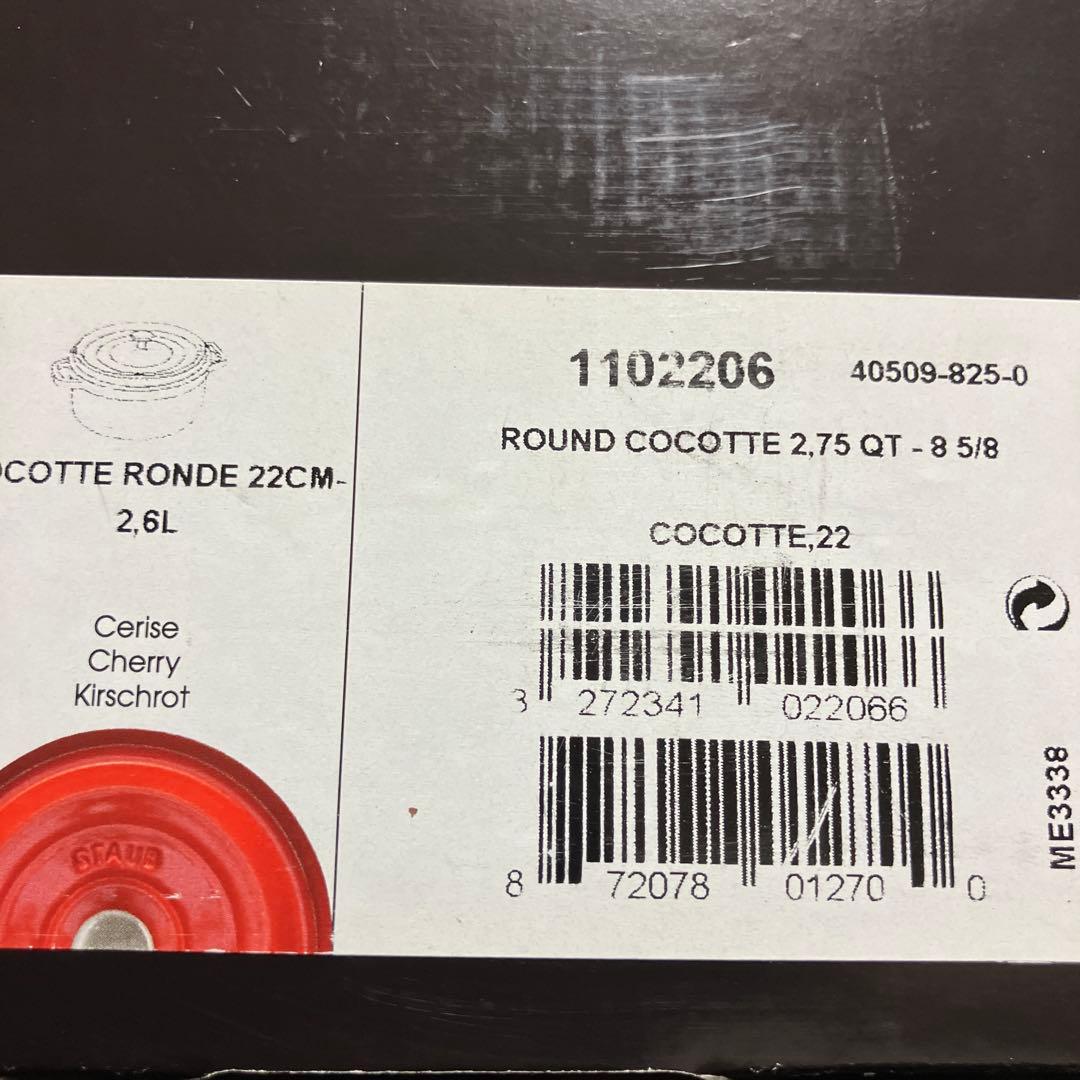 OCOTTE RONDE 22CM-
2,6L
Cerise
Cherry
Kirschrot
STAUB
1102206 40509-825-0
ROUND COCOTTE 2,75 QT - 8 5/8
COCOTTE,22
3 272341 022066
8 72078 01270 0
ME3338